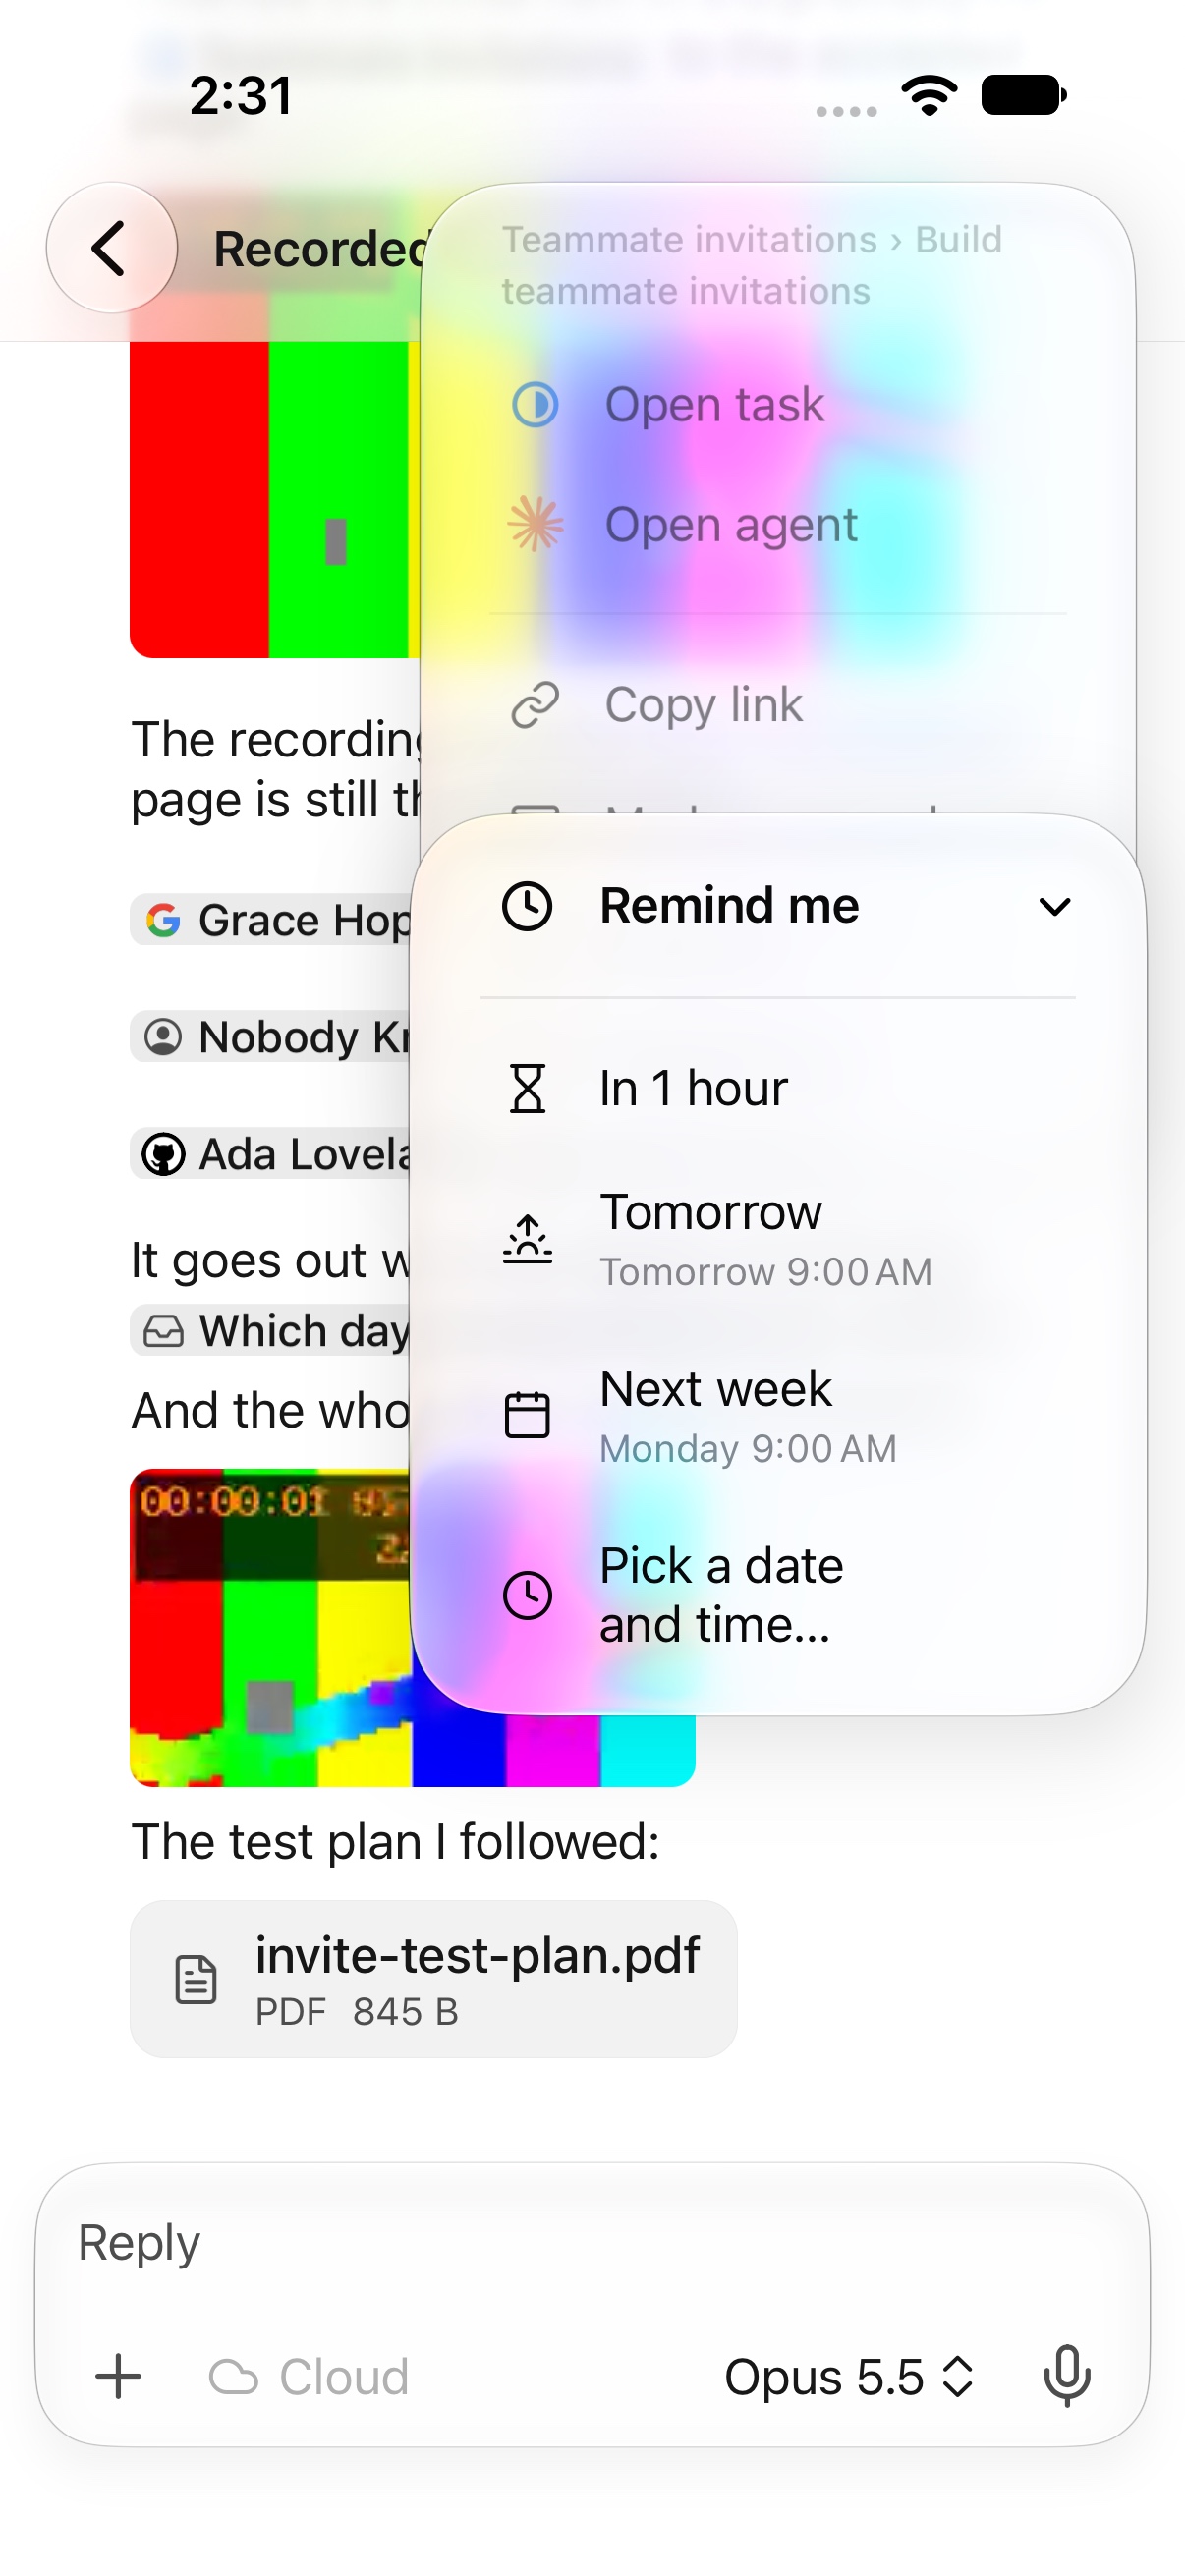 2:31
Recorded
Teammate invitations › Build
teammate invitations
Open task
Open agent
Copy link
The recording
page is still
Remind me
Grace Hop
In 1 hour
Nobody
Tomorrow
Tomorrow 9:00 AM
Ada Lovela
It goes out
Which day
Next week
Monday 9:00 AM
And the who
00:00:01
Pick a date
and time...
The test plan I followed:
invite-test-plan.pdf
PDF 845 B
Reply
Cloud
Opus 5.5